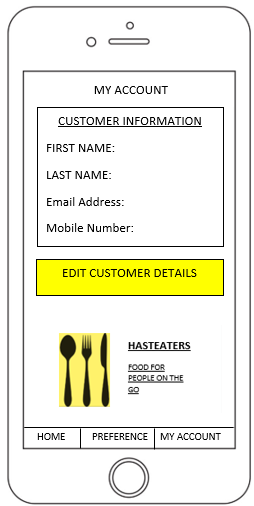 MY ACCOUNT
CUSTOMER INFORMATION
FIRST NAME:
LAST NAME:
Email Address:
Mobile Number:
EDIT CUSTOMER DETAILS
HASTEATERS
FOOD FOR
PEOPLE ON THE
GO
HOME PREFERENCE MY ACCOUNT